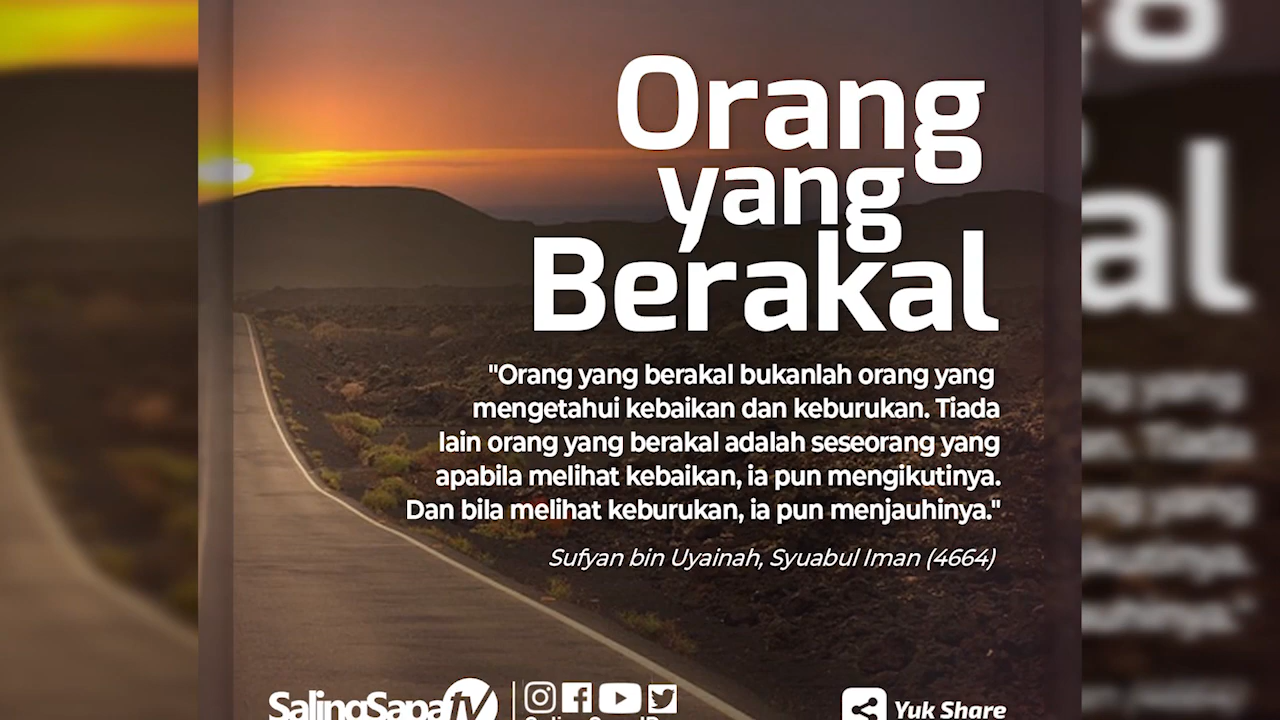 Orang
yang
Berakal
"Orang yang berakal bukanlah orang yang
mengetahui kebaikan dan keburukan. Tiada
lain orang yang berakal adalah seseorang yang
apabila melihat kebaikan, ia pun mengikutinya.
Dan bila melihat keburukan, ia pun menjauhinya."
Sufyan bin Uyainah, Syuabul Iman (4664)
SalingSapa tv
Yuk Share